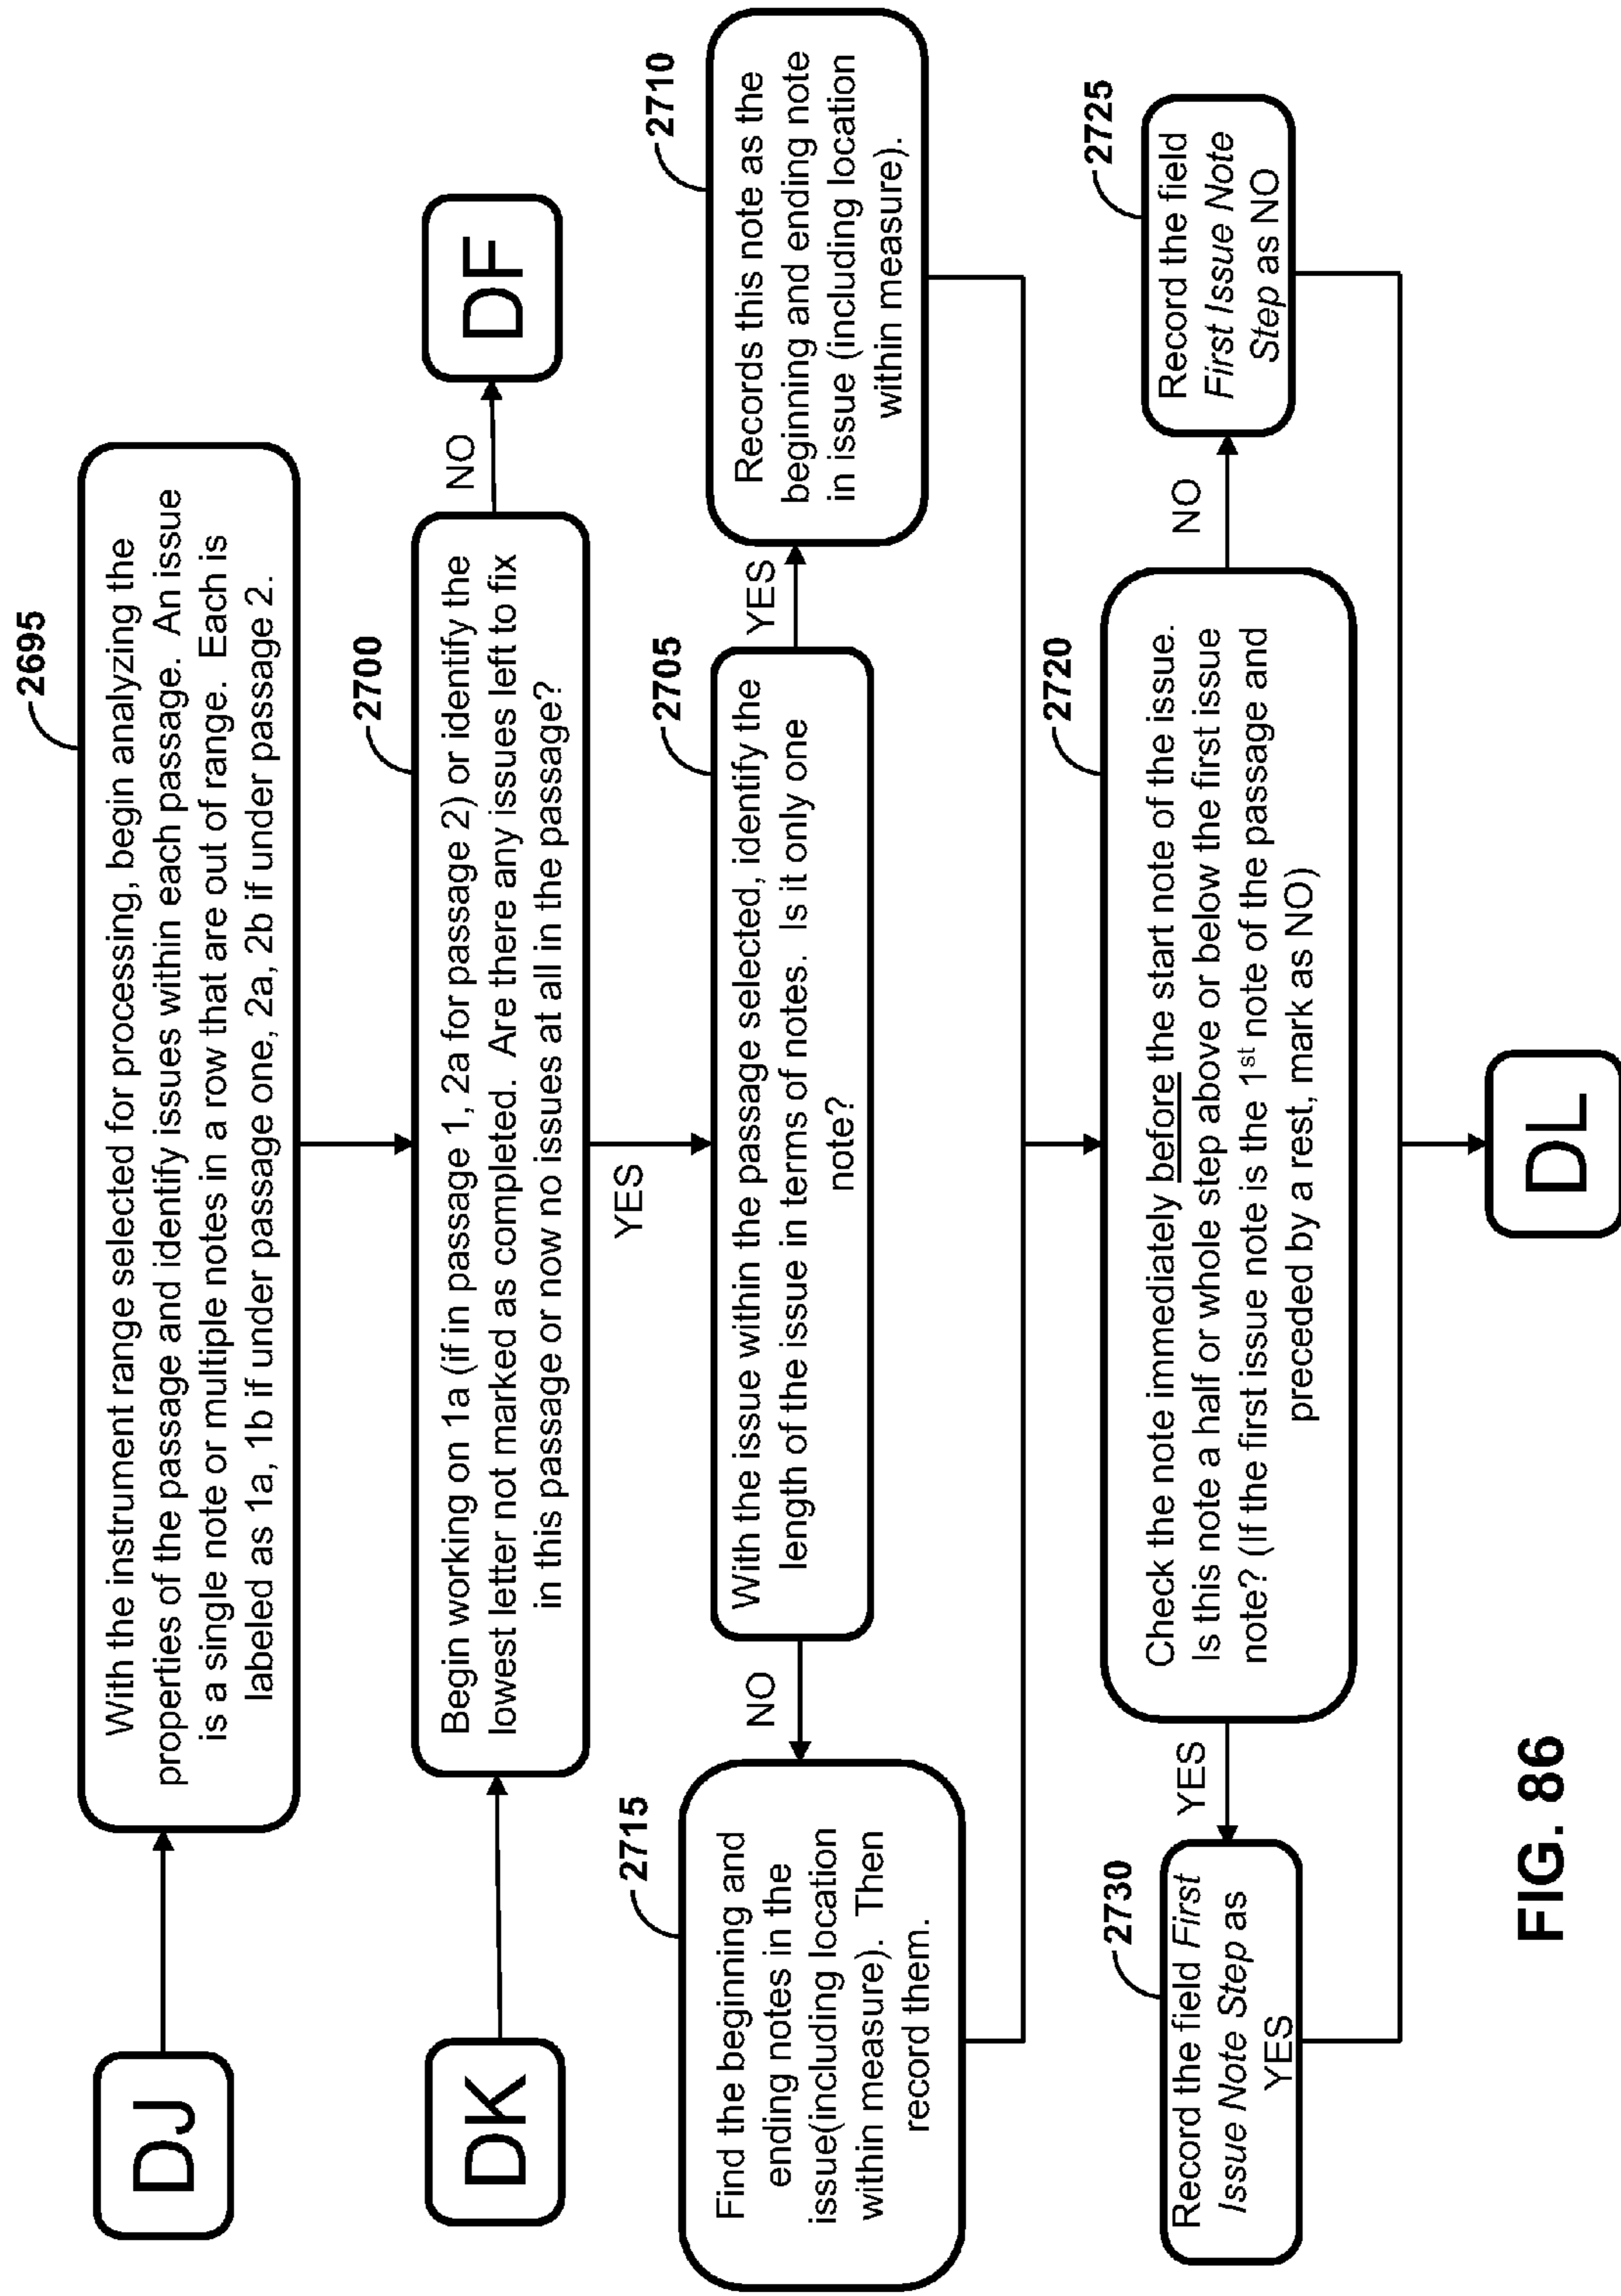 DJ
2695
With the instrument range selected for processing, begin analyzing the
properties of the passage and identify issues within each passage. An issue
is a single note or multiple notes in a row that are out of range. Each is
labeled as 1a, 1b if under passage one, 2a, 2b if under passage 2.
DK
2700
Begin working on 1a (if in passage 1, 2a for passage 2) or identify the
lowest letter not marked as completed. Are there any issues left to fix
in this passage or now no issues at all in the passage?
NO
DF
YES
2705
With the issue within the passage selected, identify the
length of the issue in terms of notes. Is it only one
note?
NO
YES
2715
Find the beginning and
ending notes in the
issue(including location
within measure). Then
record them.
2710
Records this note as the
beginning and ending note
in issue (including location
within measure).
2720
Check the note immediately before the start note of the issue.
Is this note a half or whole step above or below the first issue
note? (If the first issue note is the 1st note of the passage and
preceded by a rest, mark as NO)
YES
NO
2730
Record the field First
Issue Note Step as
YES
2725
Record the field
First Issue Note
Step as NO
DL
FIG. 86